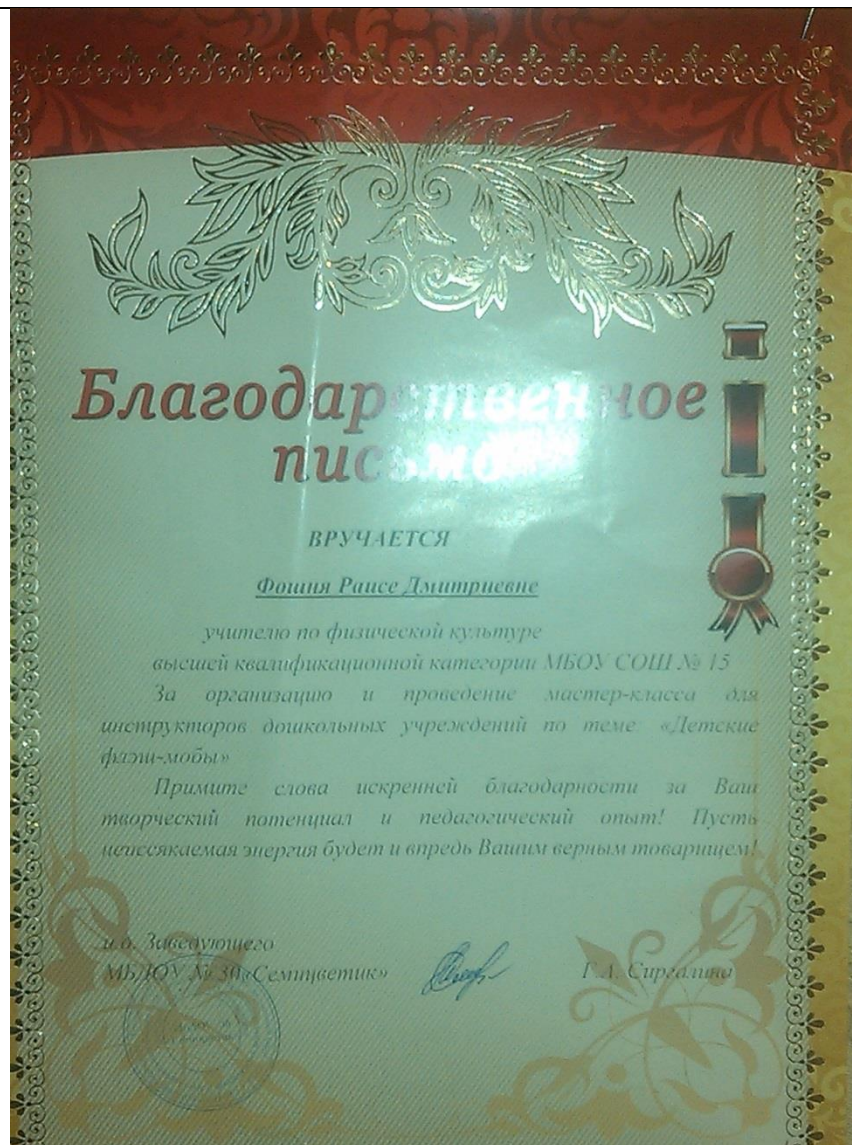 Благодарственное
письмо
ВРУЧАЕТСЯ
Фошня Раисе Дмитриевне
учителю по физической культуре
высшей квалификационной категории МБОУ СОШ № 15
За организацию и проведение мастер-класса для
инструкторов дошкольных учреждений по теме: «Детские
флэш-мобы»
Примите слова искренней благодарности за Ваш
творческий потенциал и педагогический опыт! Пусть
неиссякаемая энергия будет и впредь Вашим верным товарищем!
и.о. Заведующего
МБДОУ № 30«Семицветик» Г.А. Сиргалина